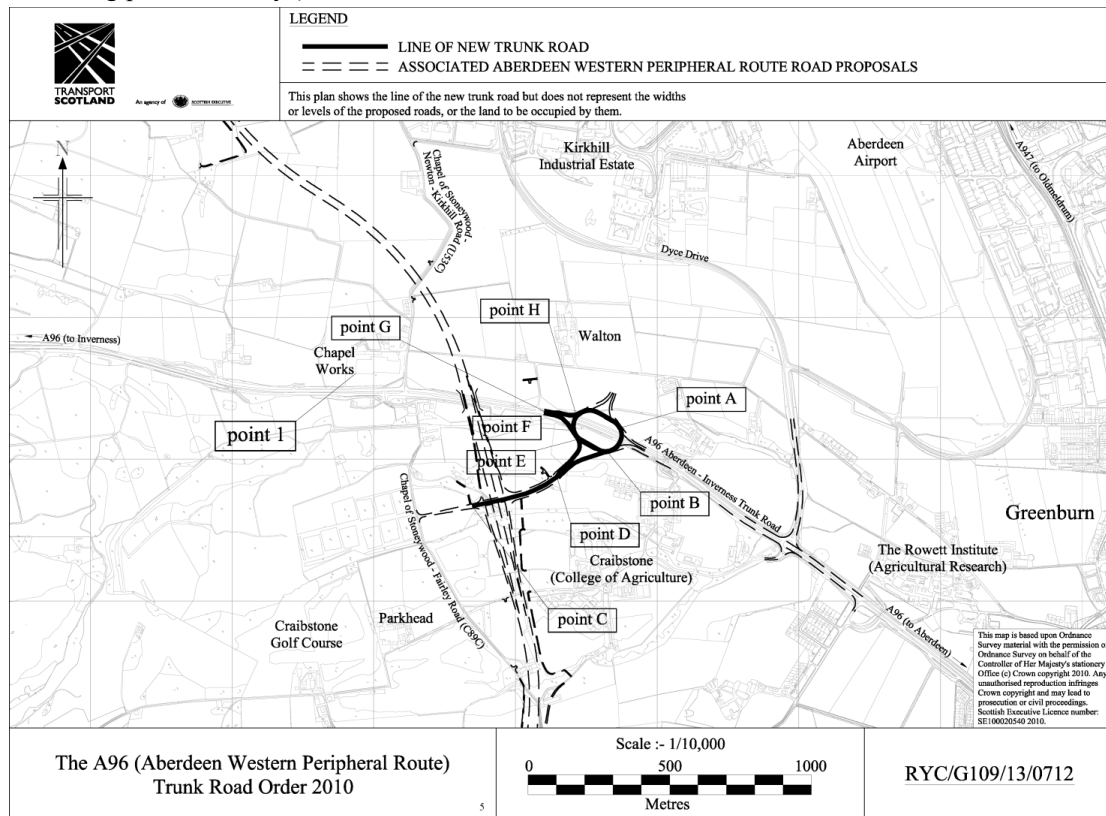 LEGEND
LINE OF NEW TRUNK ROAD
ASSOCIATED ABERDEEN WESTERN PERIPHERAL ROUTE ROAD PROPOSALS
TRANSPORT
SCOTLAND
An agency of
SCOTTISH EXECUTIVE
This plan shows the line of the new trunk road but does not represent the widths
or levels of the proposed roads, or the land to be occupied by them.
N
Kirkhill
Industrial Estate
Aberdeen
Airport
A947 (to Oldmeldrum)
Chapel of Stoneywood -
Newton - Kirkhill Road (U53C)
Dyce Drive
point H
point G
Walton
A96 (to Inverness)
Chapel
Works
point A
point 1
point F
point E
A96 Aberdeen - Inverness Trunk Road
Chapel of Stoneywood - Fairley Road (C89C)
point B
Greenburn
point D
The Rowett Institute
(Agricultural Research)
Craibstone
(College of Agriculture)
point C
Parkhead
Craibstone
Golf Course
A96 (to Aberdeen)
This map is based upon Ordnance
Survey material with the permission of
Ordnance Survey on behalf of the
Controller of Her Majesty's stationery
Office (c) Crown copyright 2010. Any
unauthorised reproduction infringes
Crown copyright and may lead to
prosecution or civil proceedings.
Scottish Executive Licence number:
SE100020540 2010.
The A96 (Aberdeen Western Peripheral Route)
Trunk Road Order 2010
5
Scale :- 1/10,000
0 500 1000
Metres
RYC/G109/13/0712